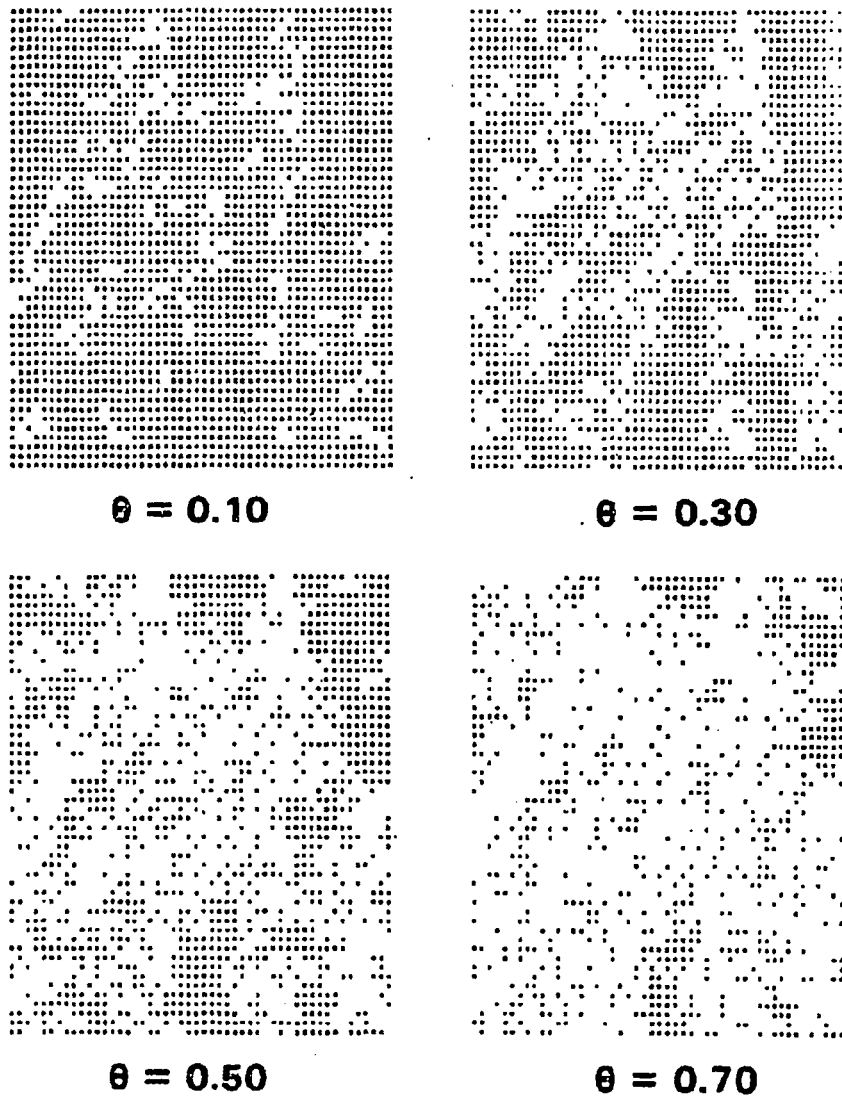 θ = 0.10
θ = 0.30
θ = 0.50
θ = 0.70